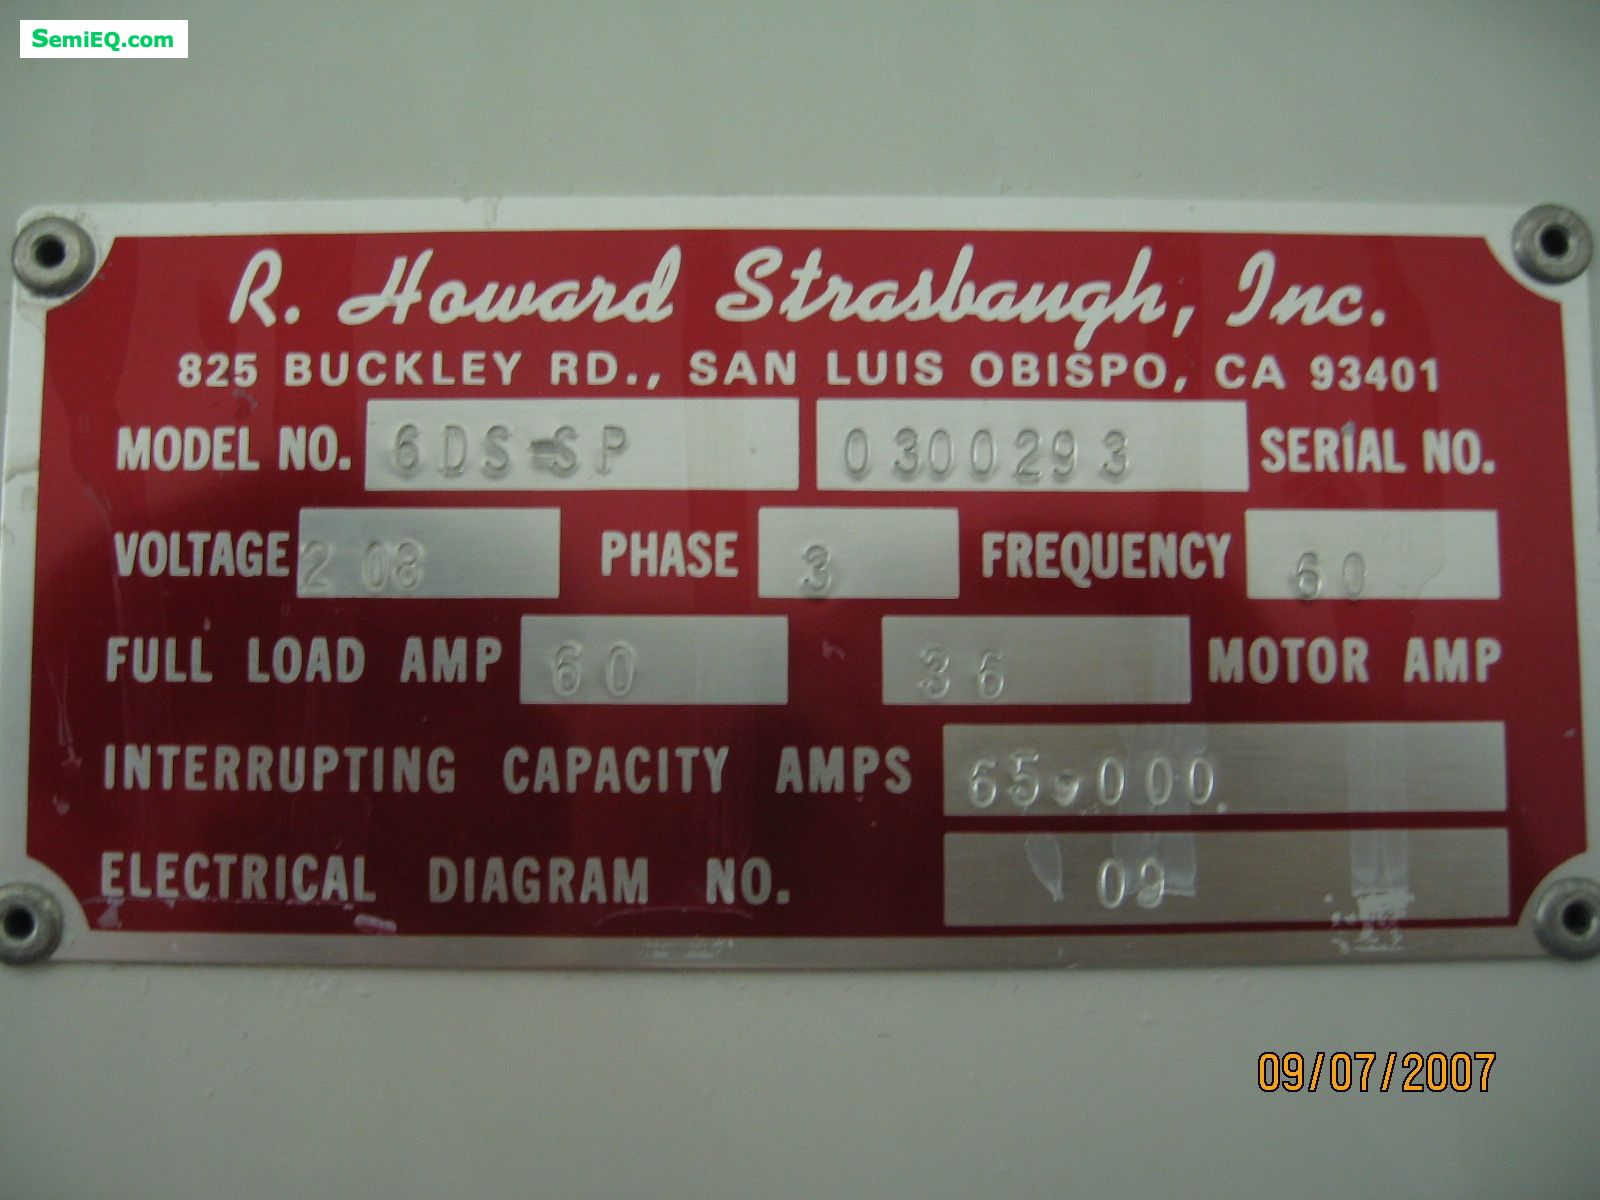 SemiEQ.com
R. Howard Strasbaugh, Inc.
825 BUCKLEY RD., SAN LUIS OBISPO, CA 93401
MODEL NO. 6DS-SP 0300293 SERIAL NO.
VOLTAGE 208 PHASE 3 FREQUENCY 60
FULL LOAD AMP 60 36 MOTOR AMP
INTERRUPTING CAPACITY AMPS 65,000
ELECTRICAL DIAGRAM NO. 09
09/07/2007